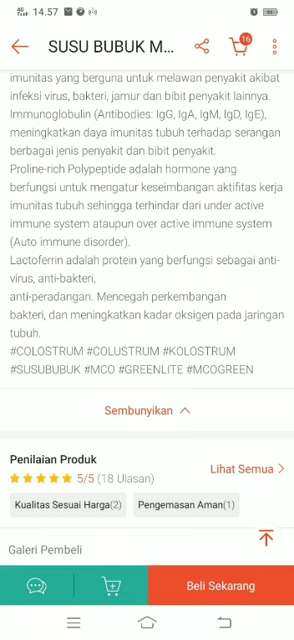 14.57
SUSU BUBUK M...
16
imunitas yang berguna untuk melawan penyakit akibat
infeksi virus, bakteri, jamur dan bibit penyakit lainnya.
Immunoglobulin (Antibodies: IgG, IgA, IgM, IgD, IgE),
meningkatkan daya imunitas tubuh terhadap serangan
berbagai jenis penyakit dan bibit penyakit.
Proline-rich Polypeptide adalah hormone yang
berfungsi untuk mengatur keseimbangan aktifitas kerja
imunitas tubuh sehingga terhindar dari under active
immune system ataupun over active immune system
(Auto immune disorder).
Lactoferrin adalah protein yang berfungsi sebagai anti-
virus, anti-bakteri,
anti-peradangan. Mencegah perkembangan
bakteri, dan meningkatkan kadar oksigen pada jaringan
tubuh.
#COLOSTRUM #COLUSTRUM #KOLOSTRUM
#SUSUBUBUK #MCO #GREENLITE #MCOGREEN
Sembunyikan
Penilaian Produk
5/5 (18 Ulasan)
Lihat Semua
Kualitas Sesuai Harga(2)
Pengemasan Aman(1)
Galeri Pembeli
Beli Sekarang